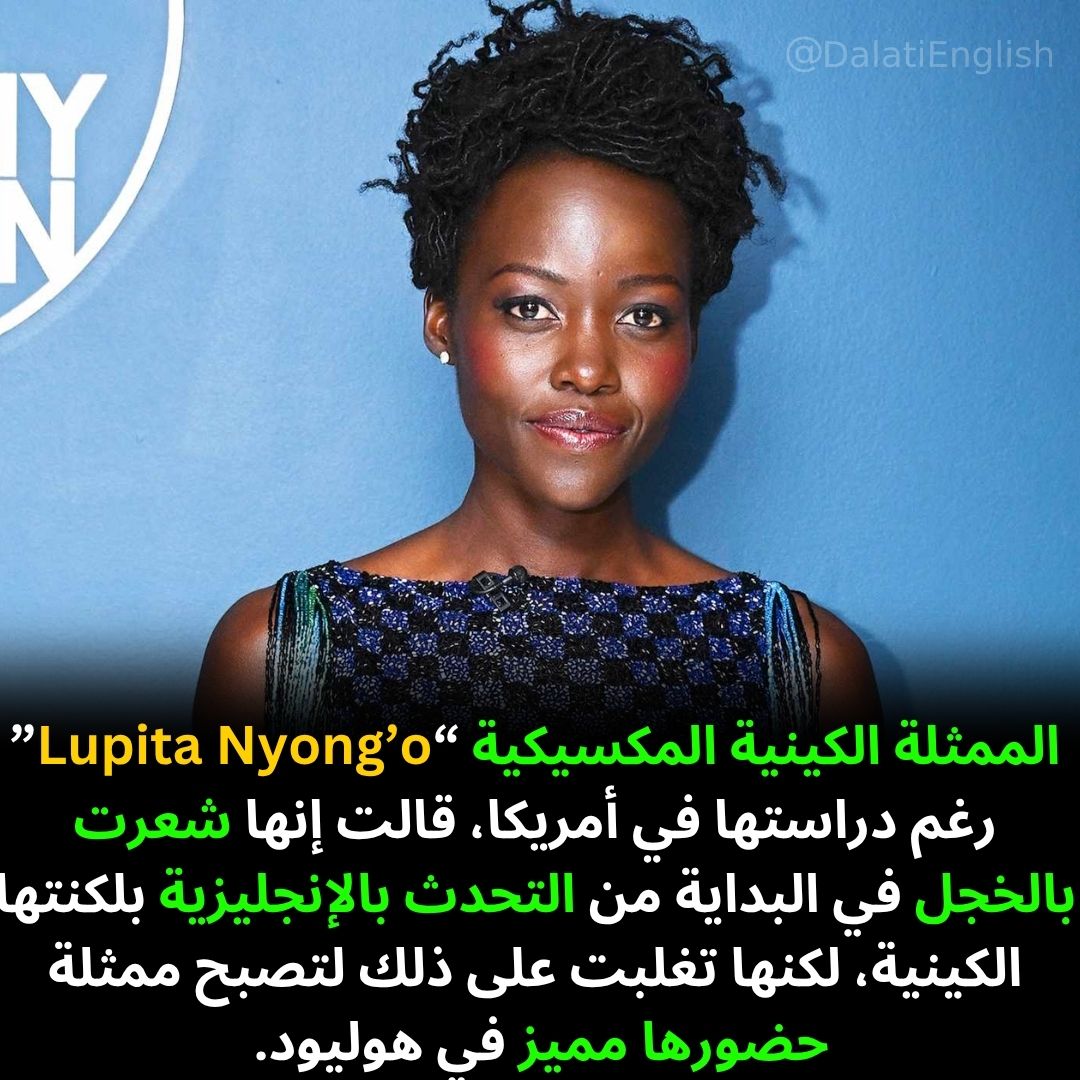 @DalatiEnglish
NY
N
الممثلة الكينية المكسيكية “Lupita Nyong’o”
رغم دراستها في أمريكا، قالت إنها شعرت
بالخجل في البداية من التحدث بالإنجليزية بلكنتها
الكينية، لكنها تغلبت على ذلك لتصبح ممثلة
حضورها مميز في هوليود.